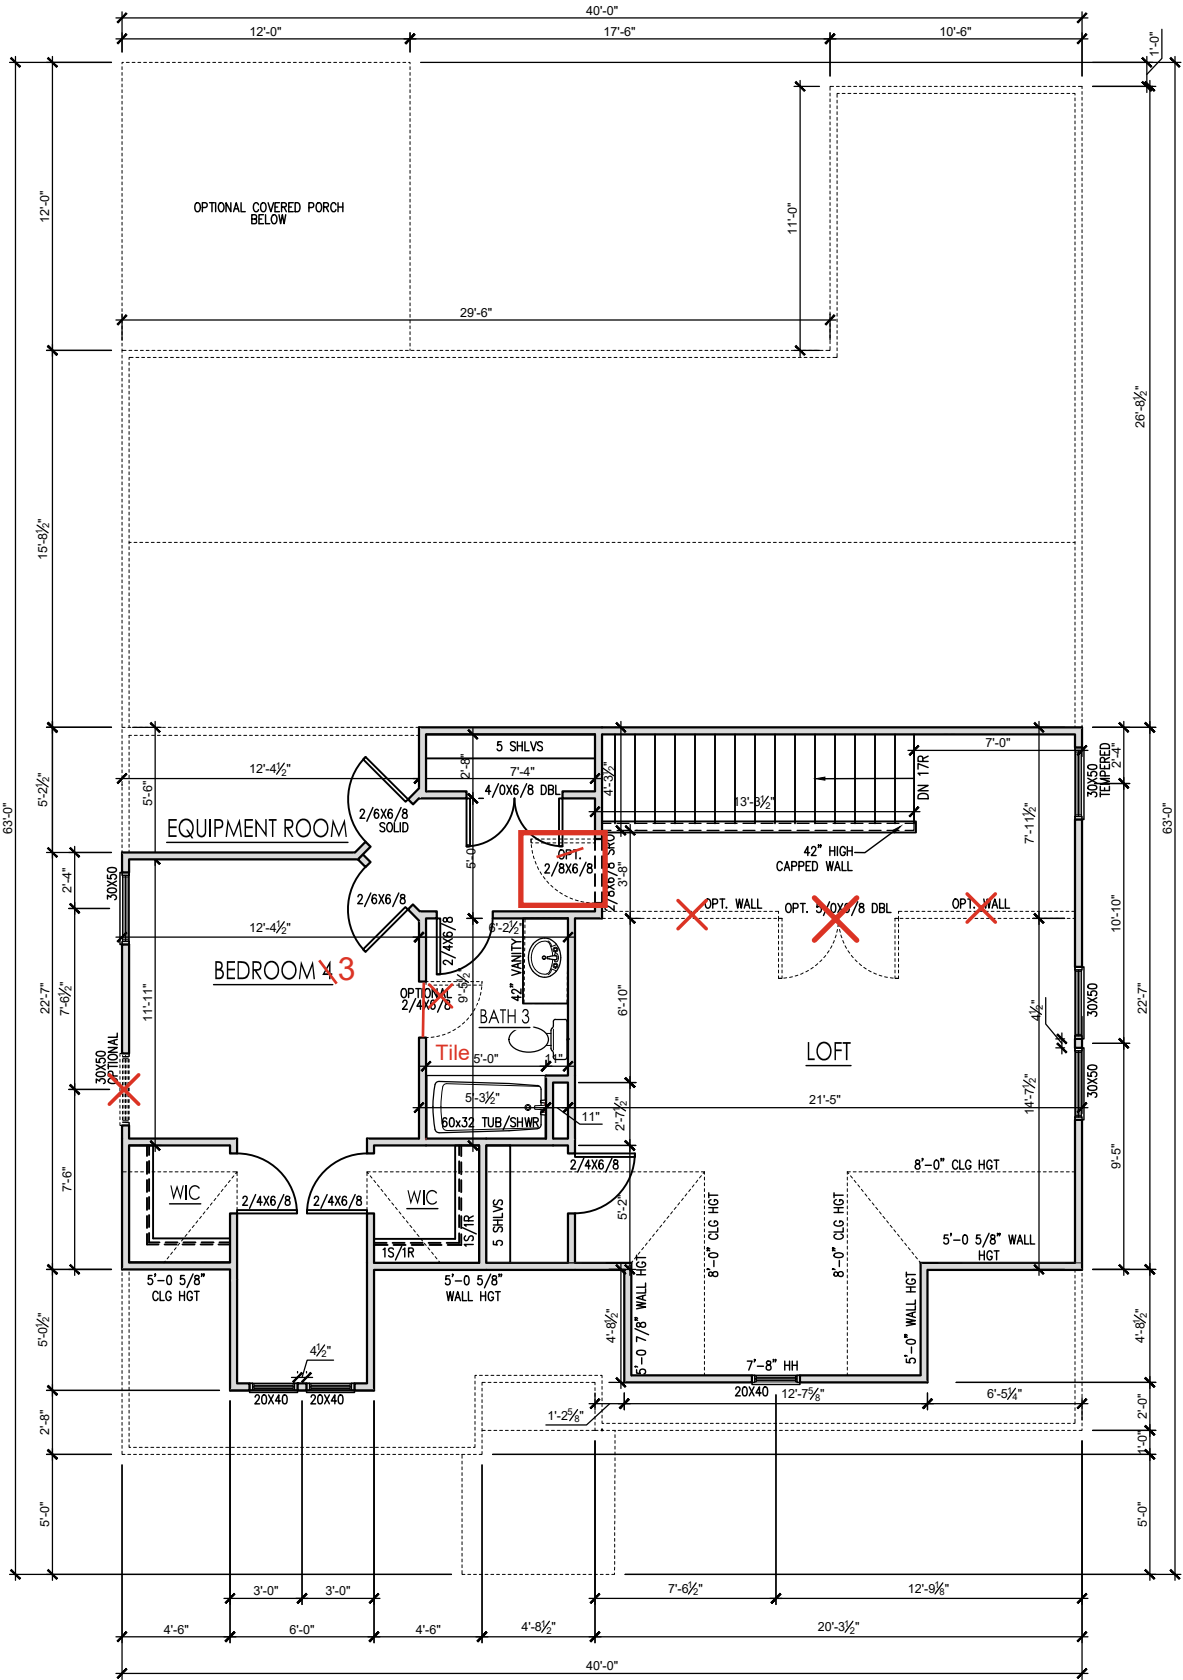 40'-0"
12'-0"
17'-6"
10'-6"
1'-0"
12'-0"
OPTIONAL COVERED PORCH
BELOW
11'-0"
29'-6"
26'-8½"
15'-8½"
63'-0"
63'-0"
5'-2½"
5'-6"
12'-4½"
2'-8"
5 SHLVS
7'-4"
4/0X6/8 DBL
4'-3½"
13'-3½"
DN 17R
7'-0"
30X50
TEMPERED
2'-4"
EQUIPMENT ROOM
2/6X6/8
SOLID
5'-0"
OPT.
2/8X6/8
2/8X6/8 SRO
3'-8"
42" HIGH
CAPPED WALL
7'-11½"
2'-4"
30X50
2/6X6/8
12'-4½"
2/4X6/8
6'-2½"
OPT. WALL
OPT. 5/0X6/8 DBL
OPT. WALL
10'-10"
BEDROOM 4 3
22'-7"
7'-6½"
11'-11"
OPTIONAL
2/4X6/8
9'-5½"
42" VANITY
BATH 3
6'-10"
4½"
30X50
22'-7"
30X50
OPTIONAL
Tile
5'-0"
11"
LOFT
30X50
5'-3½"
60x32 TUB/SHWR
11"
2'-7½"
21'-5"
14'-7½"
7'-6"
WIC
2/4X6/8
2/4X6/8
WIC
1S/1R
5 SHLVS
2/4X6/8
5'-2"
8'-0" CLG HGT
8'-0" CLG HGT
8'-0" CLG HGT
9'-5"
5'-0 5/8" WALL
HGT
5'-0 5/8"
CLG HGT
5'-0 5/8"
WALL HGT
5'-0 7/8" WALL HGT
5'-0" WALL HGT
5'-0½"
4½"
4'-8½"
4'-8½"
7'-8" HH
20X40
20X40
20X40
12'-7⅝"
6'-5¼"
1'-2⅝"
2'-8"
2'-0"
1'-0"
5'-0"
5'-0"
3'-0"
3'-0"
7'-6½"
12'-9⅛"
4'-6"
6'-0"
4'-6"
4'-8½"
20'-3½"
40'-0"